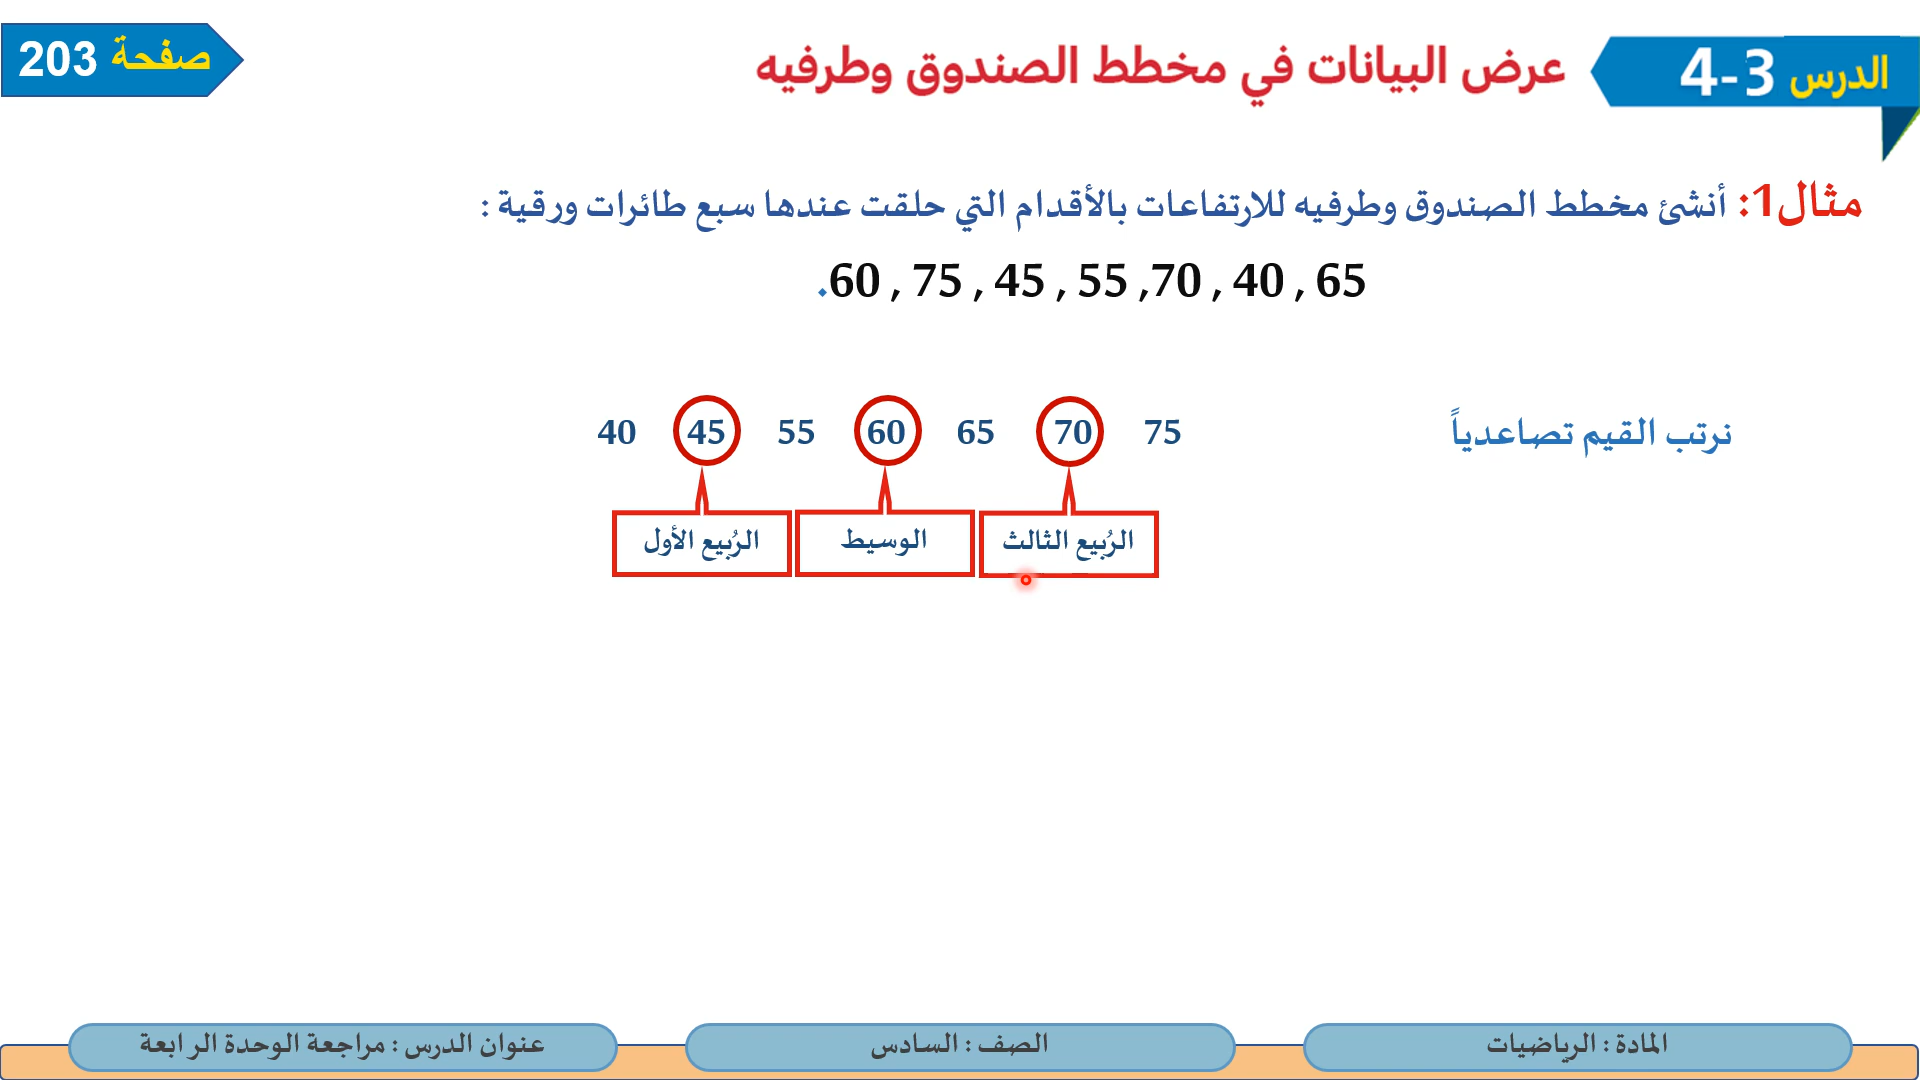 الدرس 3-4
عرض البيانات في مخطط الصندوق وطرفيه
صفحة 203
مثال1: أنشئ مخطط الصندوق وطرفيه للارتفاعات بالأقدام التي حلقت عندها سبع طائرات ورقية :
60 , 75 , 45 , 55 ,70 , 40 , 65.
نرتب القيم تصاعدياً
40 45 55 60 65 70 75
الرُبيع الأول الوسيط الرُبيع الثالث
المادة : الرياضيات
الصف : السادس
عنوان الدرس : مراجعة الوحدة الرابعة